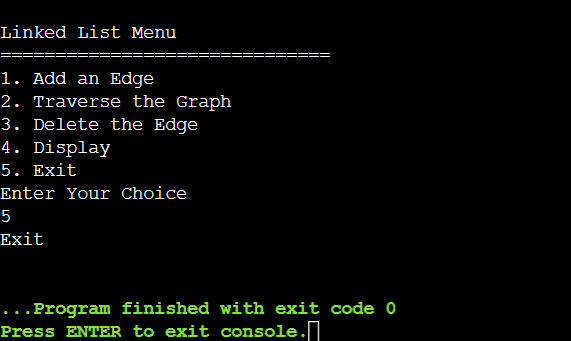 Linked List Menu
==============================
1. Add an Edge
2. Traverse the Graph
3. Delete the Edge
4. Display
5. Exit
Enter Your Choice
5
Exit
...Program finished with exit code 0
Press ENTER to exit console.